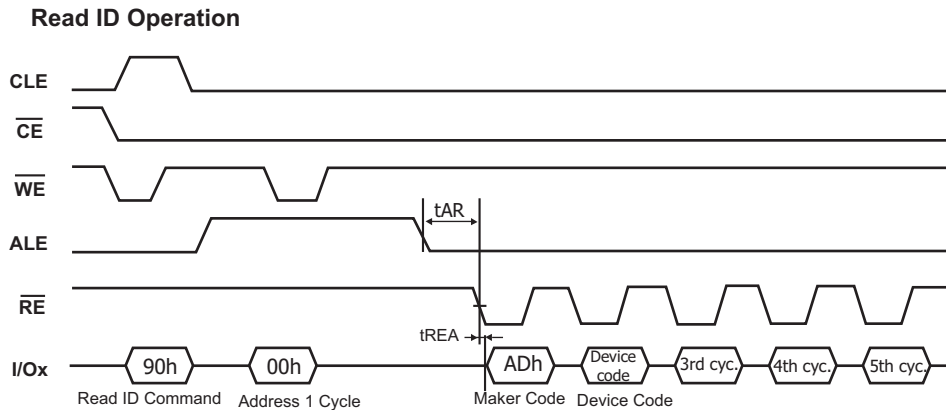 Read ID Operation
CLE
CE
WE
tAR
ALE
RE
tREA
I/Ox
90h
00h
ADh
Device
code
3rd cyc.
4th cyc.
5th cyc.
Read ID Command
Address 1 Cycle
Maker Code
Device Code